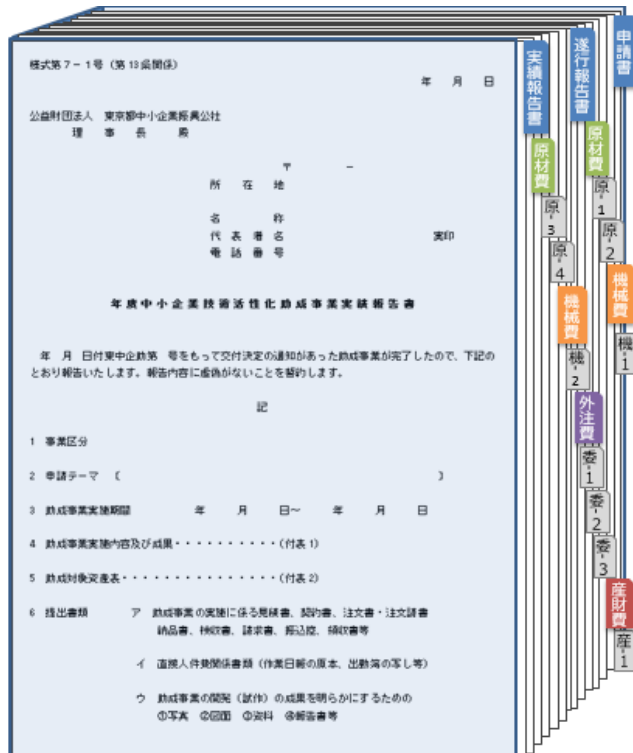 様式第7－1号（第13条関係）
年　月　日
公益財団法人　東京都中小企業振興公社
理　事　長　殿
〒　　－
所　在　地
名　　称
代　表　者　名　　実印
電　話　番　号
年度中小企業技術活性化助成事業実績報告書
年　月　日付東中企助第　号をもって交付決定の通知があった助成事業が完了したので、下記の
とおり報告いたします。報告内容に虚偽がないことを誓約します。
記
1　事業区分
2　申請テーマ　〔　　〕
3　助成事業実施期間　　年　月　日～　年　月　日
4　助成事業実施内容及び成果・・・・・・・・・・（付表1）
5　助成対象資産表・・・・・・・・・・・・・・・（付表2）
6　提出書類　ア　助成事業の実施に係る見積書、契約書、注文書・注文請書
納品書、検収書、請求書、振込控、領収書等
イ　直接人件費関係書類（作業日報の原本、出勤簿の写し等）
ウ　助成事業の開発（試作）の成果を明らかにするための
①写真　②図面　③資料　④報告書等
実績報告書
原材費
原-3
原-4
機械費
機-2
外注費
委-1
委-2
委-3
産財費
産-1
遂行報告書
原材費
原-1
原-2
機械費
機-1
申請書